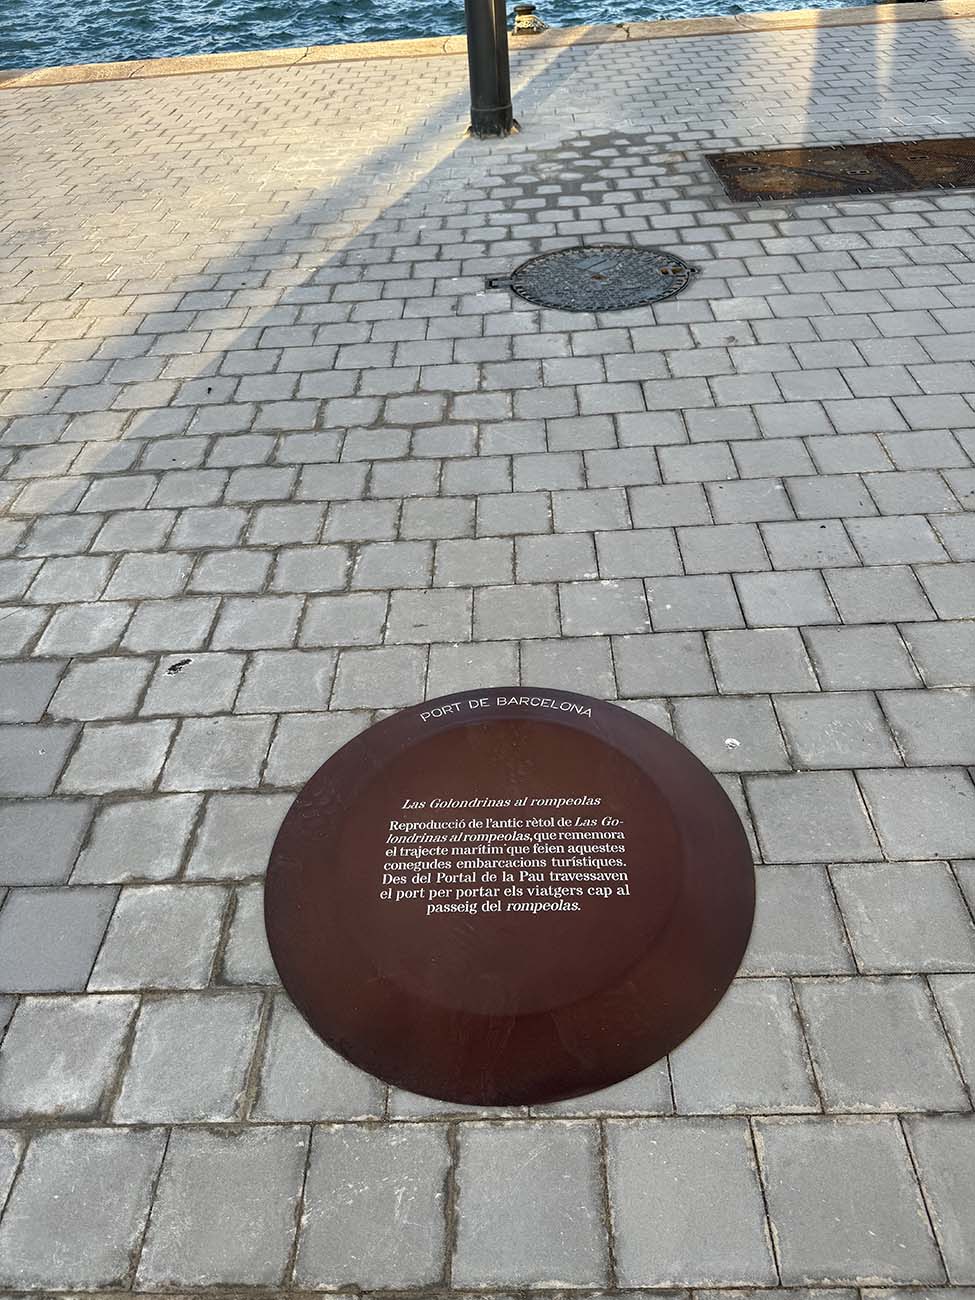 PORT DE BARCELONA
Las Golondrinas al rompeolas
Reproducció de l'antic rètol de Las Go-
londrinas al rompeolas, que rememora
el trajecte marítim que feien aquestes
conegudes embarcacions turístiques.
Des del Portal de la Pau travessaven
el port per portar els viatgers cap al
passeig del rompeolas.